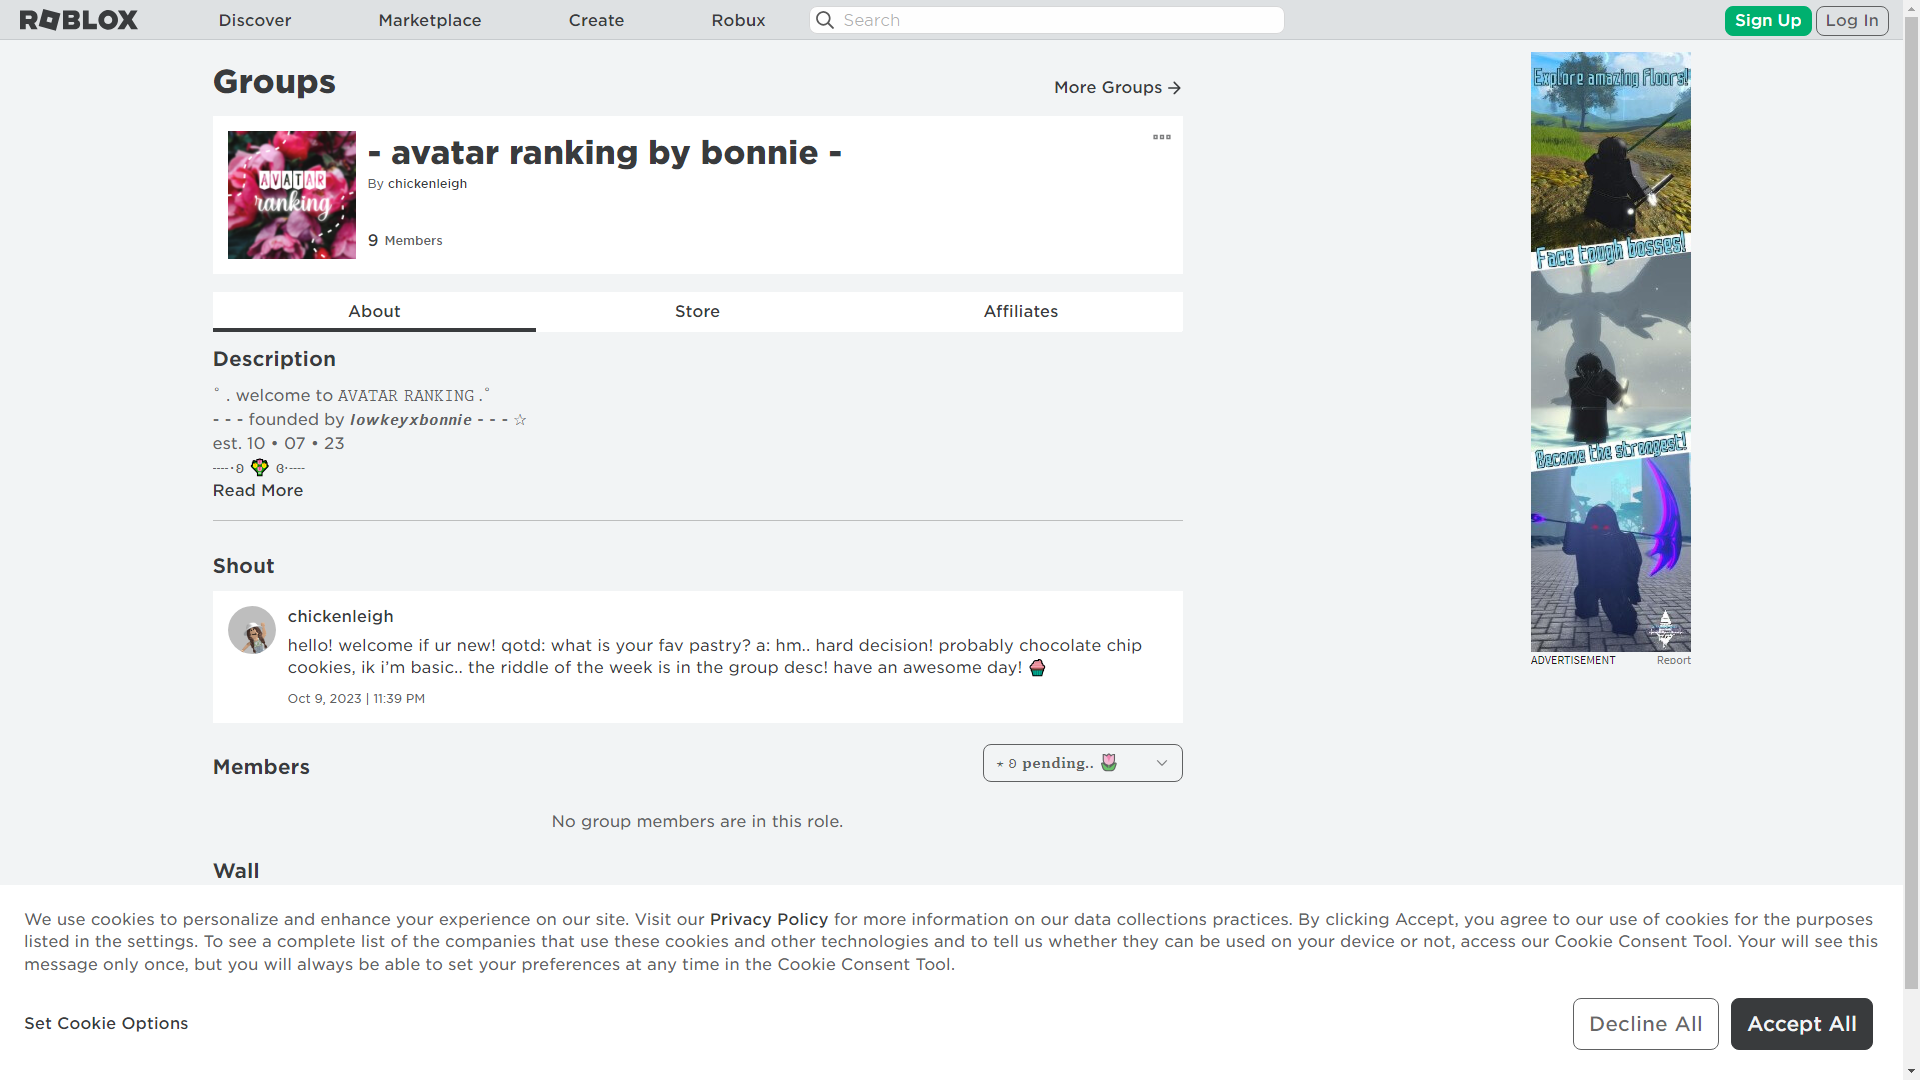 ROBLOX
Discover
Marketplace
Create
Robux
Search
Sign Up
Log In
Groups
More Groups →
AVATAR
ranking
- avatar ranking by bonnie -
By chickenleigh
9 Members
About
Store
Affiliates
Description
˚ . welcome to 𝙰𝚅𝙰𝚃𝙰𝚁 𝚁𝙰𝙽𝙺𝙸𝙽𝙶 .˚
- - - founded by 𝙡𝙤𝙬𝙠𝙚𝙮𝙭𝙗𝙤𝙣𝙣𝙞𝙚 - - - ☆
est. 10 • 07 • 23
┈┈·ʚ 💐 ɞ·┈┈
Read More
Shout
chickenleigh
hello! welcome if ur new! qotd: what is your fav pastry? a: hm.. hard decision! probably chocolate chip
cookies, ik i’m basic.. the riddle of the week is in the group desc! have an awesome day! 🧁
Oct 9, 2023 | 11:39 PM
Members
⋆ ʚ 𝐩𝐞𝐧𝐝𝐢𝐧𝐠.. 🌷
No group members are in this role.
Wall
Explore amazing floors!
Face tough bosses!
Become the strongest!
ADVERTISEMENT
Report
We use cookies to personalize and enhance your experience on our site. Visit our Privacy Policy for more information on our data collections practices. By clicking Accept, you agree to our use of cookies for the purposes
listed in the settings. To see a complete list of the companies that use these cookies and other technologies and to tell us whether they can be used on your device or not, access our Cookie Consent Tool. Your will see this
message only once, but you will always be able to set your preferences at any time in the Cookie Consent Tool.
Set Cookie Options
Decline All
Accept All